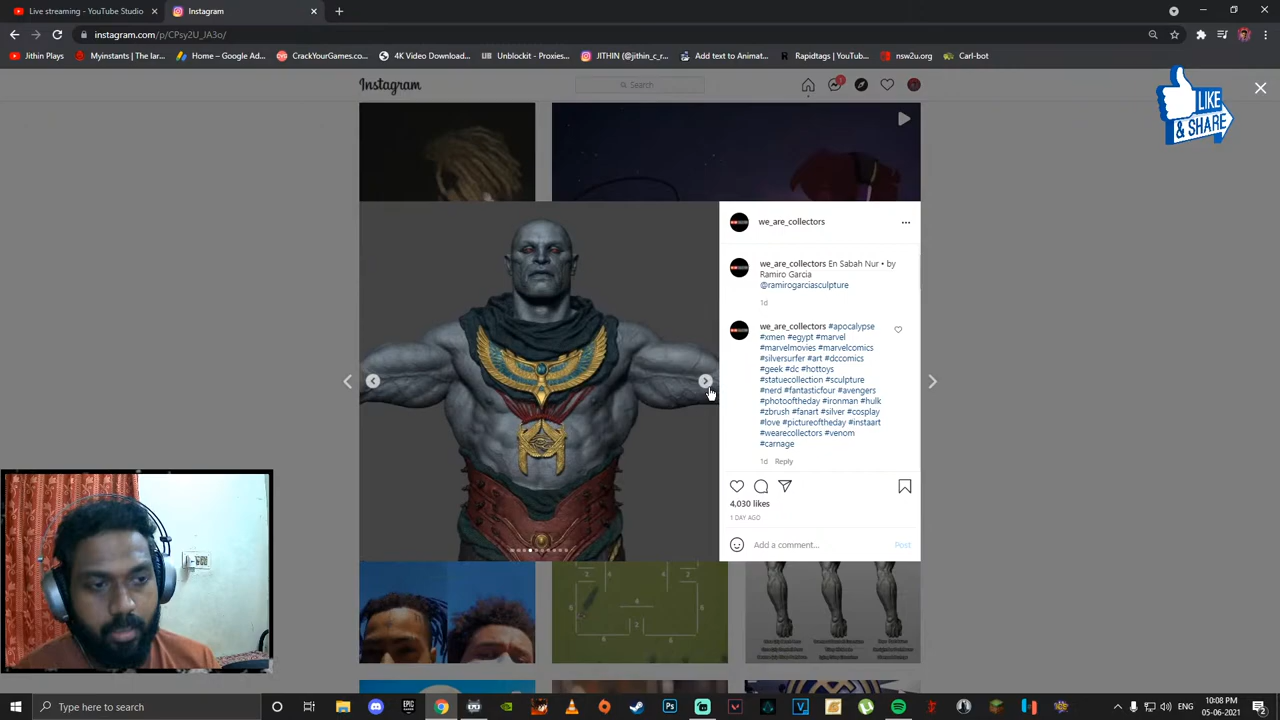 Live streaming - YouTube Studio
Instagram
instagram.com/p/CPsy2U_JA3o/
Jithin Plays
Myinstants | The lar...
Home – Google Ad...
CrackYourGames.co...
4K Video Download...
Unblockit - Proxies...
JITHIN (@jithin_c_r...
Add text to animat...
Rapidtags | YouTub...
nsw2u.org
Carl-bot
Instagram
Search
1
LIKE
& SHARE
we_are_collectors
we_are_collectors En Sabah Nur • by
Ramiro Garcia
@ramirogarciasculpture
1d
we_are_collectors #apocalypse
#xmen #egypt #marvel
#marvelmovies #marvelcomics
#silversurfer #art #dccomics
#geek #dc #hottoys
#statuecollection #sculpture
#nerd #fantasticfour #avengers
#photooftheday #ironman #hulk
#zbrush #fanart #silver #cosplay
#love #pictureoftheday #instaart
#wearecollectors #venom
#carnage
1d Reply
4,030 likes
1 DAY AGO
Add a comment...
Post
Type here to search
10:08 PM
05-06-2021